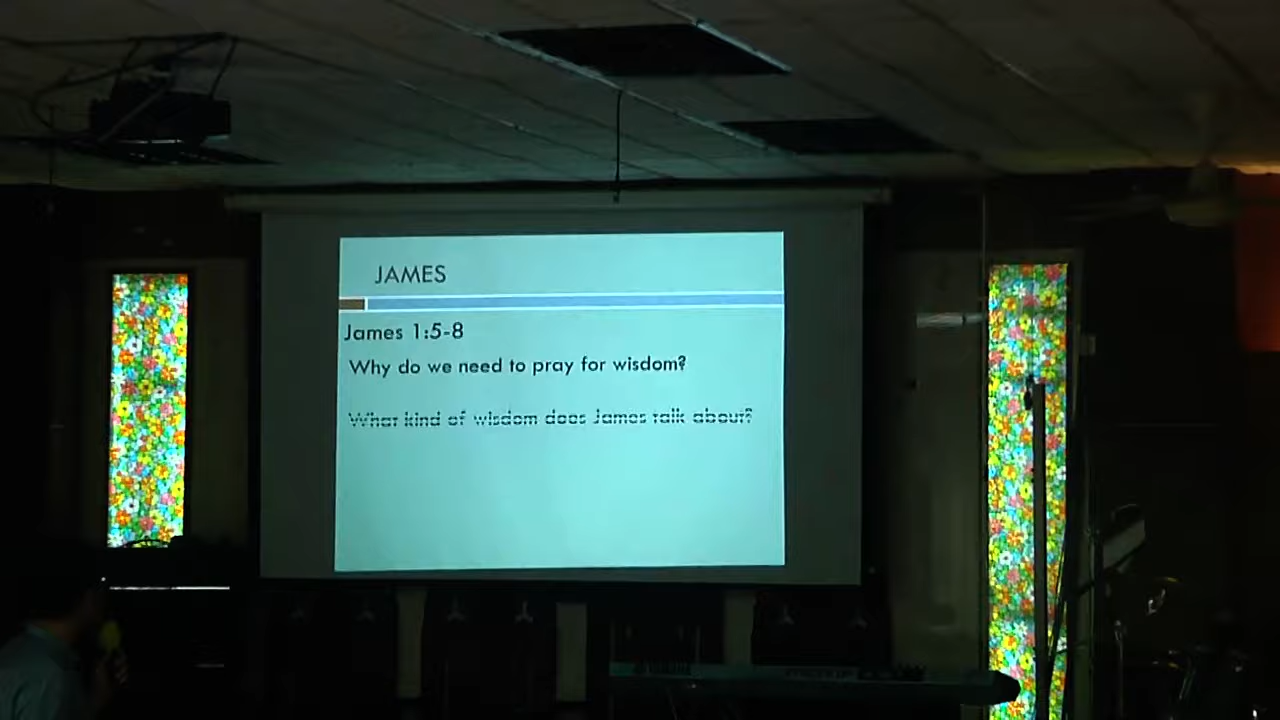 JAMES
James 1:5-8
Why do we need to pray for wisdom?
What kind of wisdom does James talk about?